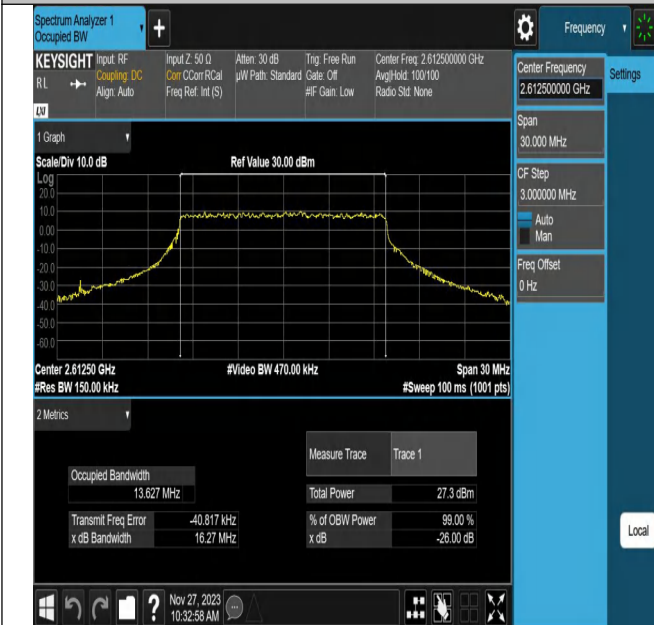 Spectrum Analyzer 1
Occupied BW
+
Frequency
KEYSIGHT
RL
LXI
Input: RF
Coupling: DC
Align: Auto
Input Z: 50 Ω
Corr CCorr RCal
Freq Ref: Int (S)
Atten: 30 dB
µW Path: Standard
Trig: Free Run
Gate: Off
#IF Gain: Low
Center Freq: 2.612500000 GHz
Avg|Hold: 100/100
Radio Std: None
Center Frequency
2.612500000 GHz
Settings
Span
30.000 MHz
CF Step
3.000000 MHz
Auto
Man
Freq Offset
0 Hz
Local
1 Graph
Scale/Div 10.0 dB
Ref Value 30.00 dBm
Log
20.0
10.0
0.00
-10.0
-20.0
-30.0
-40.0
-50.0
-60.0
Center 2.61250 GHz
#Video BW 470.00 kHz
Span 30 MHz
#Res BW 150.00 kHz
#Sweep 100 ms (1001 pts)
2 Metrics
Measure Trace
Trace 1
Occupied Bandwidth
13.627 MHz
Total Power
27.3 dBm
Transmit Freq Error
-40.817 kHz
% of OBW Power
99.00 %
x dB Bandwidth
16.27 MHz
x dB
-26.00 dB
?
Nov 27, 2023
10:32:58 AM